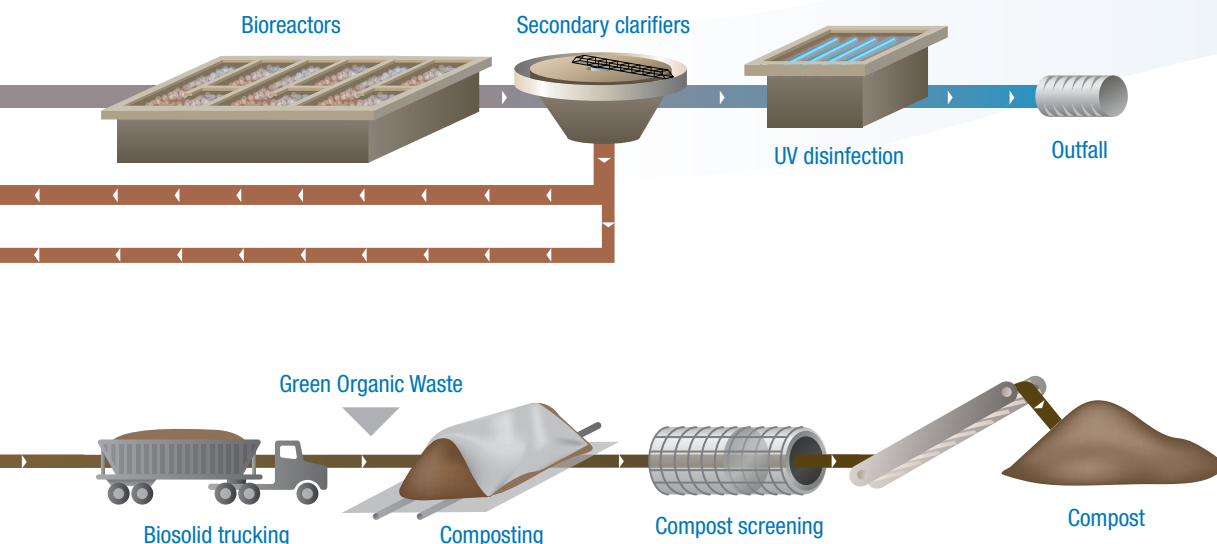 Bioreactors
Secondary clarifiers
UV disinfection
Outfall
Green Organic Waste
Biosolid trucking
Composting
Compost screening
Compost